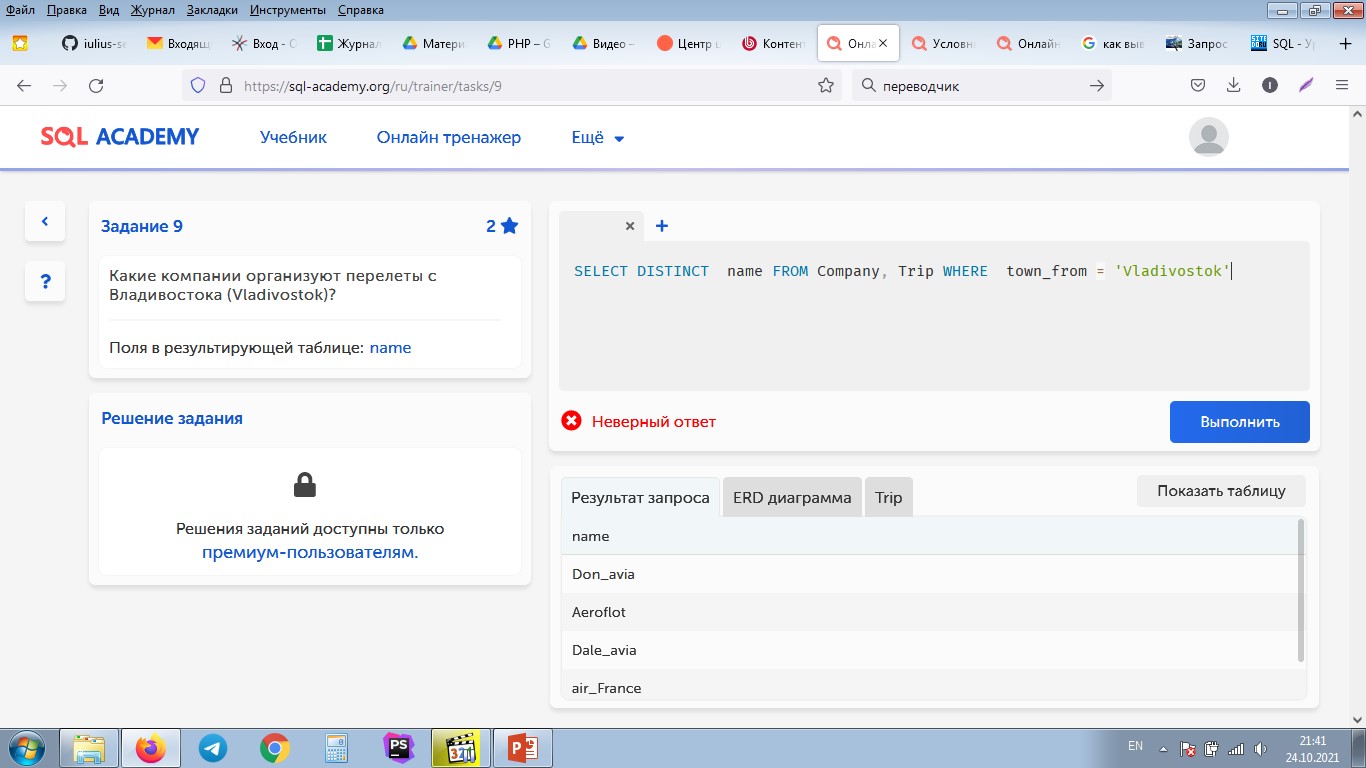 Файл Правка Вид Журнал Закладки Инструменты Справка
iulius-se Входящ Вход - О Журнал Матери PHP – G Видео – Центр ц Контен Онла Условн Онлайн как выв Запрос SQL - Ур
https://sql-academy.org/ru/trainer/tasks/9 переводчик
SQL ACADEMY Учебник Онлайн тренажер Ещё
Задание 9 2
Какие компании организуют перелеты с
Владивостока (Vladivostok)?
Поля в результирующей таблице: name
Решение задания
Решения заданий доступны только
премиум-пользователям.
SELECT DISTINCT name FROM Company, Trip WHERE town_from = 'Vladivostok'
Неверный ответ Выполнить
Результат запроса ERD диаграмма Trip Показать таблицу
name
Don_avia
Aeroflot
Dale_avia
air_France
EN 21:41
24.10.2021